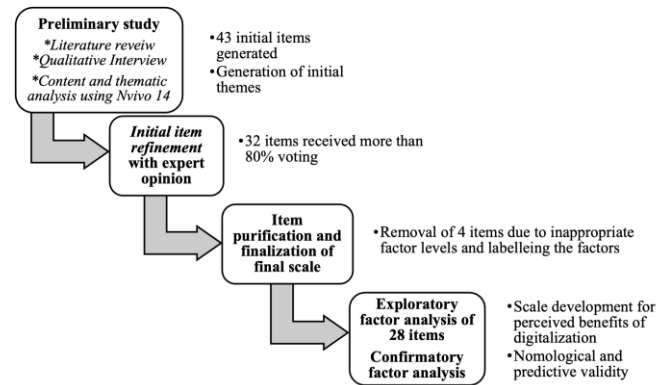 Preliminary study
*Literature reveiw
*Qualitative Interview
*Content and thematic
analysis using Nvivo 14
•43 initial items
generated
•Generation of initial
themes
Initial item
refinement
with expert
opinion
•32 items received more than
80% voting
Item
purification and
finalization of
final scale
•Removal of 4 items due to inappropriate
factor levels and labelleing the factors
Exploratory
factor analysis of
28 items
Confirmatory
factor analysis
•Scale development for
perceived benefits of
digitalization
•Nomological and
predictive validity